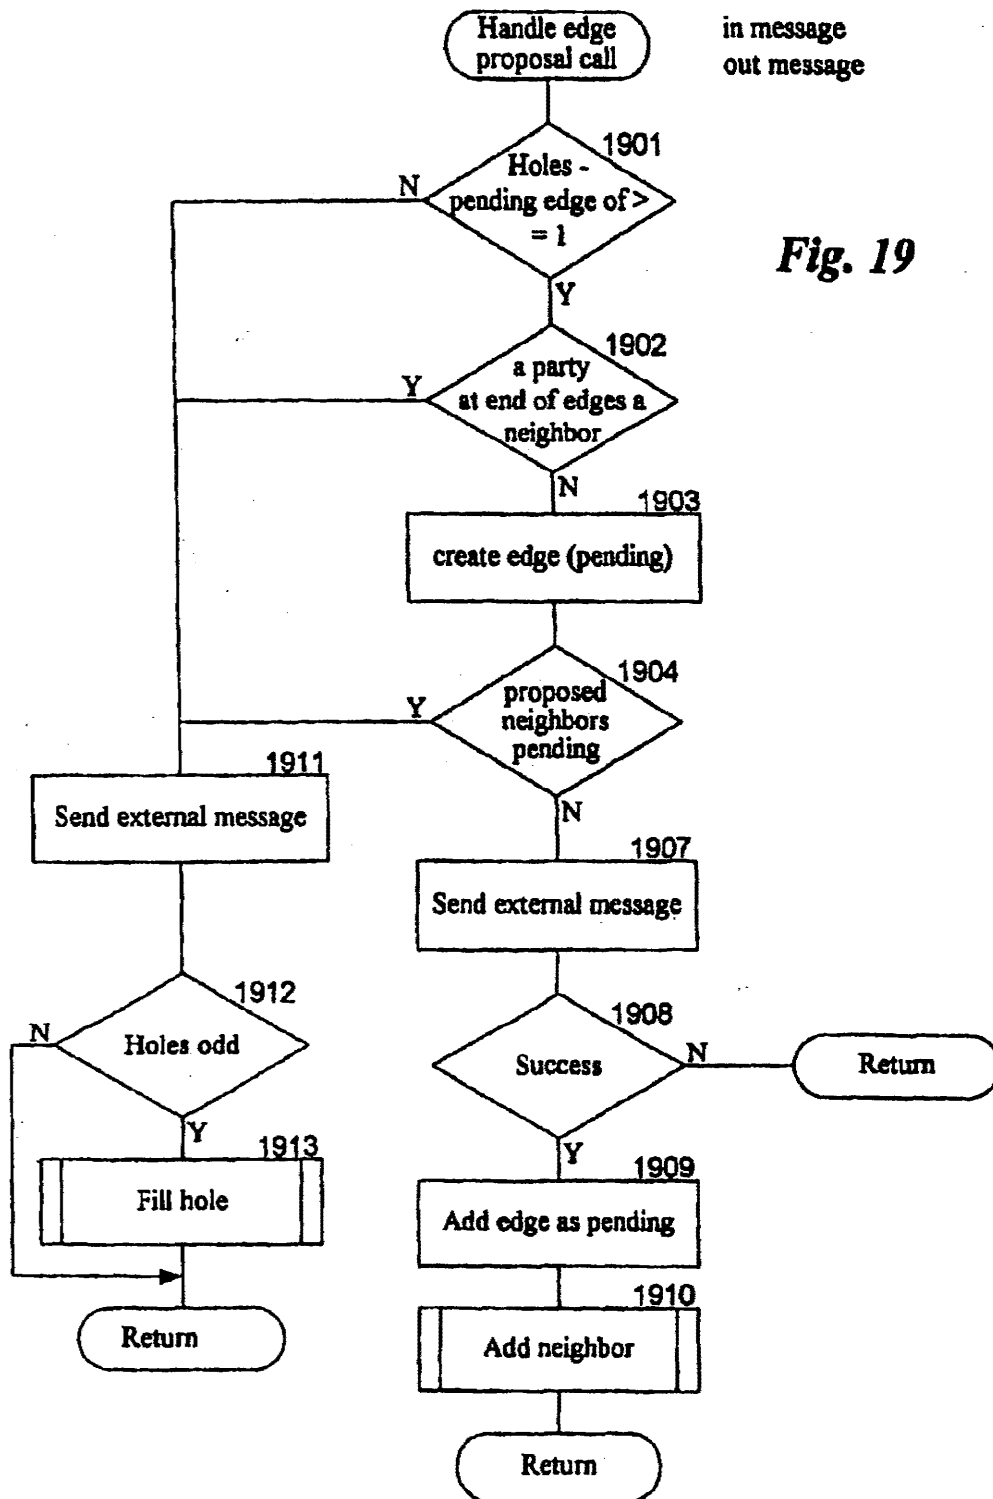 Handle edge
proposal call
in message
out message
1901
Holes -
pending edge of >
= 1
N
Y
Fig. 19
1902
a party
at end of edges a
neighbor
Y
N
1903
create edge (pending)
1904
proposed
neighbors
pending
Y
N
1911
Send external message
1907
Send external message
1912
Holes odd
N
Y
1908
Success
N
Return
Y
1913
Fill hole
1909
Add edge as pending
1910
Add neighbor
Return
Return